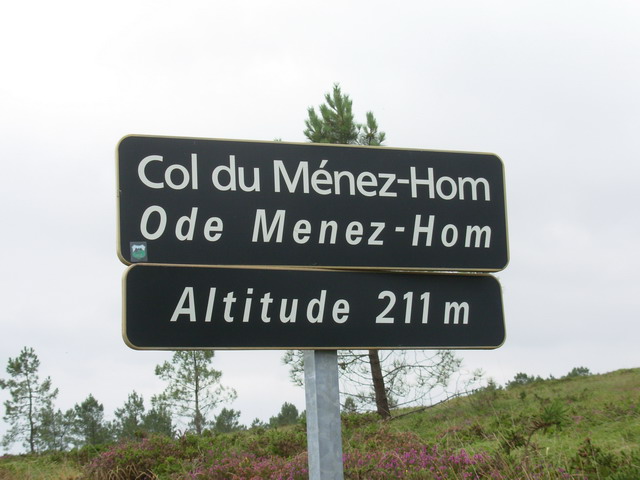 Col du Ménez-Hom
Ode Menez-Hom
Altitude 211 m